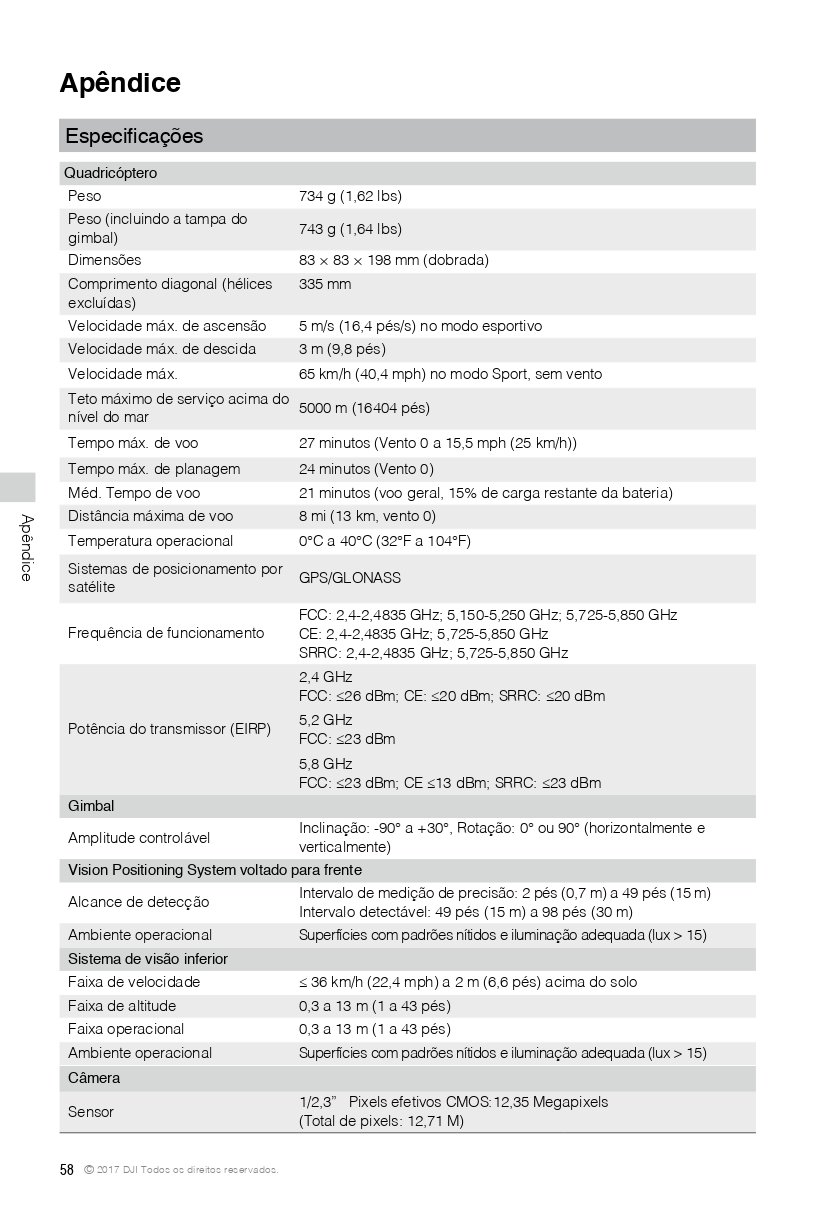 Apêndice
Especificações
Quadricóptero
Peso 734 g (1,62 lbs)
Peso (incluindo a tampa do
gimbal) 743 g (1,64 lbs)
Dimensões 83 × 83 × 198 mm (dobrada)
Comprimento diagonal (hélices 335 mm
excluídas)
Velocidade máx. de ascensão 5 m/s (16,4 pés/s) no modo esportivo
Velocidade máx. de descida 3 m (9,8 pés)
Velocidade máx. 65 km/h (40,4 mph) no modo Sport, sem vento
Teto máximo de serviço acima do
nível do mar 5000 m (16404 pés)
Tempo máx. de voo 27 minutos (Vento 0 a 15,5 mph (25 km/h))
Tempo máx. de planagem 24 minutos (Vento 0)
Méd. Tempo de voo 21 minutos (voo geral, 15% de carga restante da bateria)
Distância máxima de voo 8 mi (13 km, vento 0)
Temperatura operacional 0°C a 40°C (32°F a 104°F)
Sistemas de posicionamento por
satélite GPS/GLONASS
Frequência de funcionamento
FCC: 2,4-2,4835 GHz; 5,150-5,250 GHz; 5,725-5,850 GHz
CE: 2,4-2,4835 GHz; 5,725-5,850 GHz
SRRC: 2,4-2,4835 GHz; 5,725-5,850 GHz
Potência do transmissor (EIRP)
2,4 GHz
FCC: ≤26 dBm; CE: ≤20 dBm; SRRC: ≤20 dBm
5,2 GHz
FCC: ≤23 dBm
5,8 GHz
FCC: ≤23 dBm; CE ≤13 dBm; SRRC: ≤23 dBm
Gimbal
Amplitude controlável
Inclinação: -90° a +30°, Rotação: 0° ou 90° (horizontalmente e
verticalmente)
Vision Positioning System voltado para frente
Alcance de detecção
Intervalo de medição de precisão: 2 pés (0,7 m) a 49 pés (15 m)
Intervalo detectável: 49 pés (15 m) a 98 pés (30 m)
Ambiente operacional Superfícies com padrões nítidos e iluminação adequada (lux > 15)
Sistema de visão inferior
Faixa de velocidade ≤ 36 km/h (22,4 mph) a 2 m (6,6 pés) acima do solo
Faixa de altitude 0,3 a 13 m (1 a 43 pés)
Faixa operacional 0,3 a 13 m (1 a 43 pés)
Ambiente operacional Superfícies com padrões nítidos e iluminação adequada (lux > 15)
Câmera
Sensor
1/2,3” Pixels efetivos CMOS:12,35 Megapixels
(Total de pixels: 12,71 M)
Apêndice
58 © 2017 DJI Todos os direitos reservados.